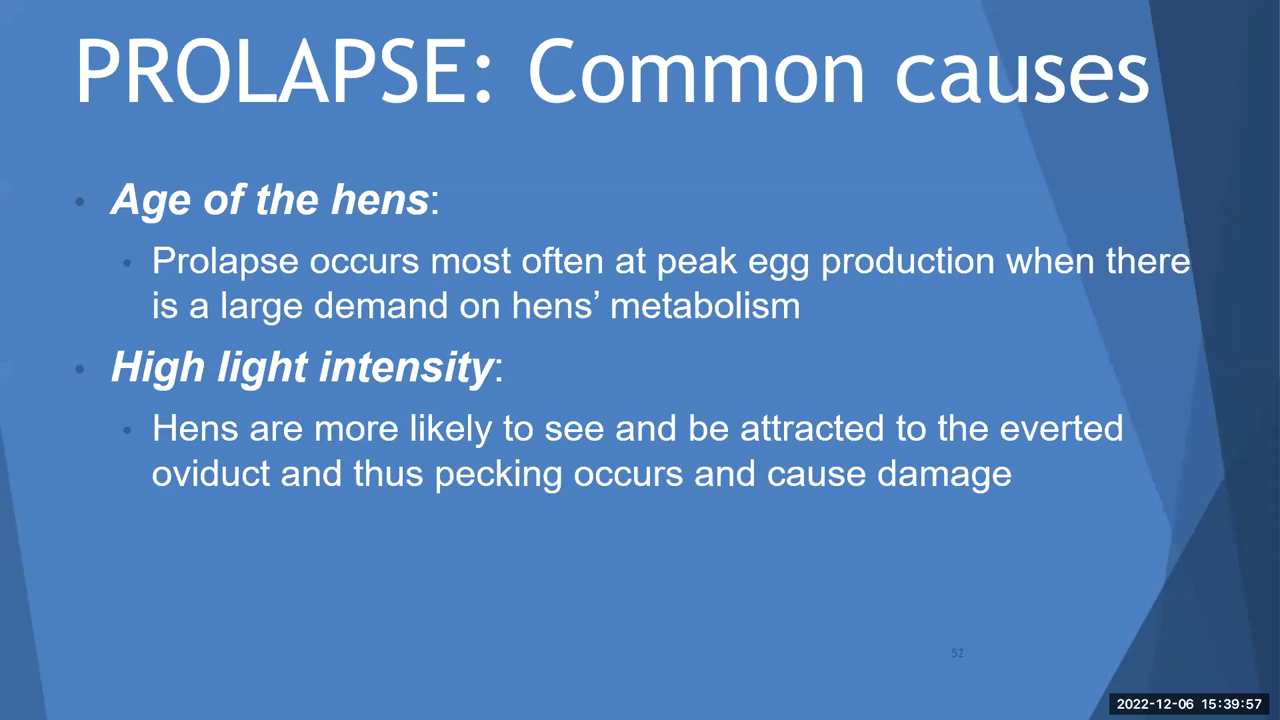 PROLAPSE: Common causes
• Age of the hens:
• Prolapse occurs most often at peak egg production when there
is a large demand on hens’ metabolism
• High light intensity:
• Hens are more likely to see and be attracted to the everted
oviduct and thus pecking occurs and cause damage
52
2022-12-06 15:39:57